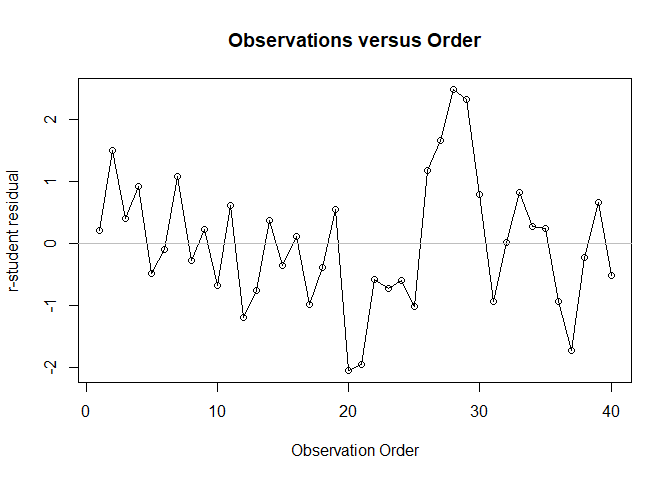 Observations versus Order
r-student residual
2
1
0
-1
-2
0 10 20 30 40
Observation Order